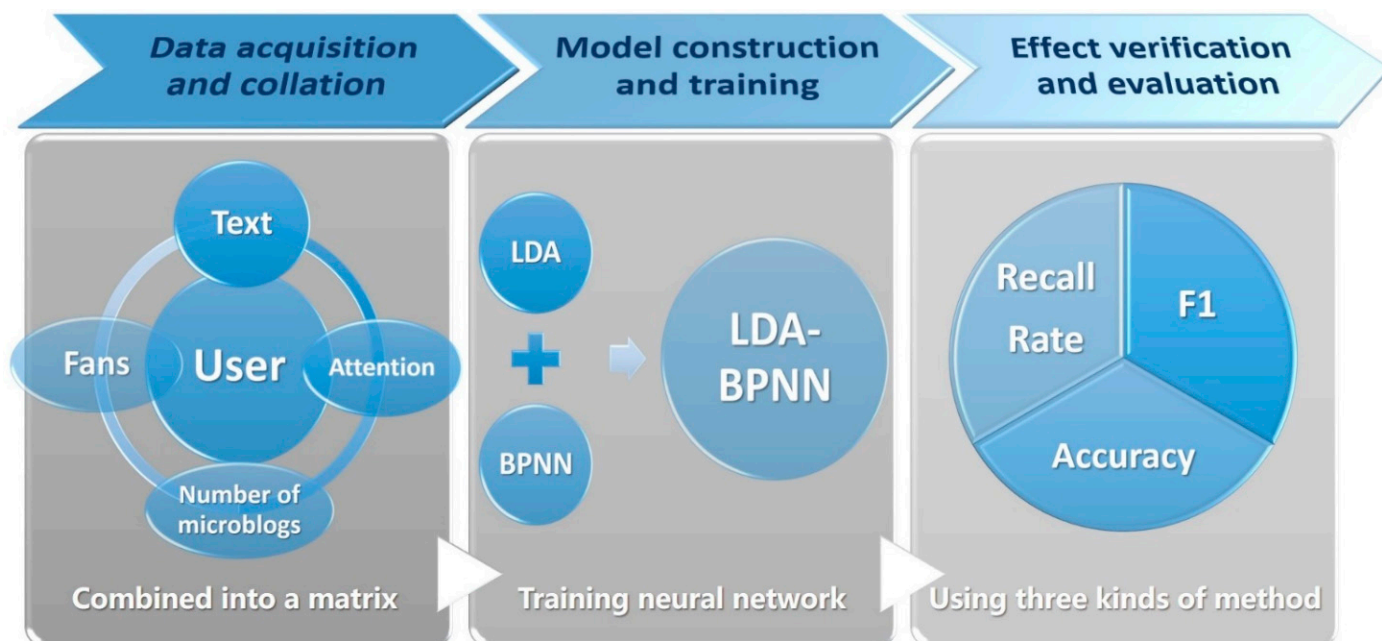 Data acquisition
and collation
Model construction
and training
Effect verification
and evaluation
Text
Fans
User
Attention
Number of
microblogs
Combined into a matrix
LDA
BPNN
LDA-
BPNN
Training neural network
Recall
Rate
F1
Accuracy
Using three kinds of method